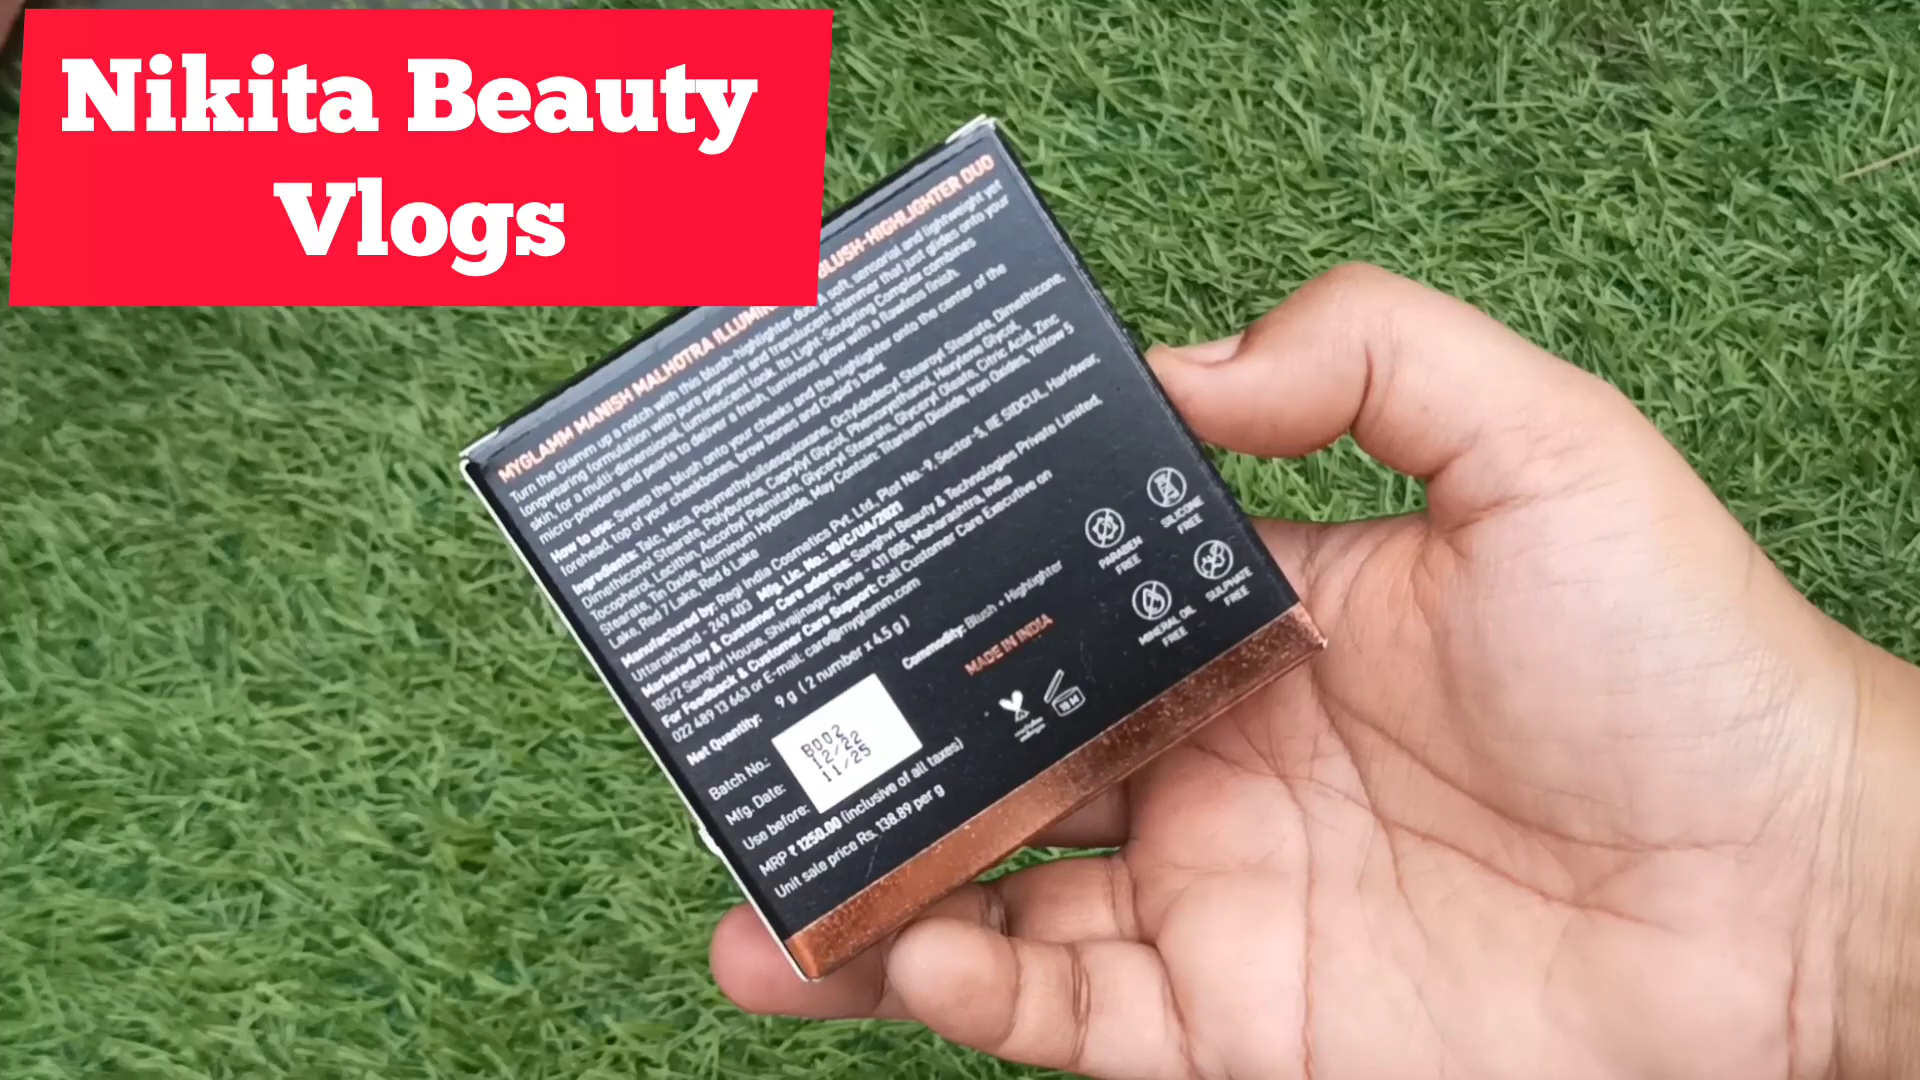 Nikita Beauty
Vlogs
MYGLAMM MANISH MALHOTRA ILLUMIN BLUSH-HIGHLIGHTER DUO
Turn the Glamm up a notch with this blush-highlighter duo. A soft, sensorial and lightweight yet
longwearing formulation with pure pigment and translucent shimmer that just glides onto your
skin, for a multi-dimensional, luminescent look. Its Light-Sculpting Complex combines
micro-powders and pearls to deliver a fresh, luminous glow with a flawless finish.
How to use: Sweep the blush onto your cheeks and the highlighter onto the center of the
forehead, top of your cheekbones, brow bones and Cupid's bow.
Ingredients: Talc, Mica, Polymethylsilsesquioxane, Octyldodecyl Stearoyl Stearate, Dimethicone,
Dimethiconol Stearate, Polybutene, Caprylyl Glycol, Phenoxyethanol, Hexylene Glycol,
Tocopherol, Lecithin, Ascorbyl Palmitate, Glyceryl Stearate, Glyceryl Oleate, Citric Acid, Zinc
Stearate, Tin Oxide, Aluminum Hydroxide. May Contain: Titanium Dioxide, Iron Oxides, Yellow 5
Lake, Red 7 Lake, Red 6 Lake
Manufactured by: Regi India Cosmetics Pvt. Ltd, Plot No.-9, Sector-5, IIE SIDCUL, Haridwar,
Uttarakhand - 249 403 Mfg. Lic. No.: 10/C/UA/2021
Marketed by & Customer Care address: Sanghvi Beauty & Technologies Private Limited,
105/2 Sanghvi House, Shivajinagar, Pune - 411 005, Maharashtra, India
For Feedback & Customer Care Support: Call Customer Care Executive on
022 489 13 663 or E-mail: care@myglamm.com
Net Quantity: 9 g ( 2 number x 4.5 g ) Commodity: Blush + Highlighter
MADE IN INDIA
Batch No.: B002
Mfg. Date: 12/22
Use before: 11/25
MRP ₹ 1250.00 (inclusive of all taxes)
Unit sale price Rs. 138.89 per g
PARABEN
FREE
SILICONE
FREE
MINERAL OIL
FREE
SULPHATE
FREE
18 M